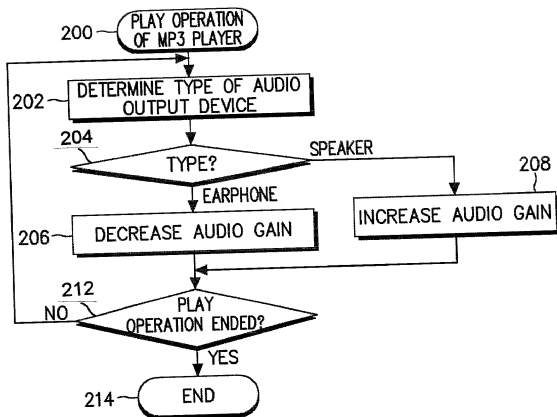 200
PLAY OPERATION
OF MP3 PLAYER
202
DETERMINE TYPE OF AUDIO
OUTPUT DEVICE
204
TYPE?
SPEAKER
EARPHONE
208
206
DECREASE AUDIO GAIN
INCREASE AUDIO GAIN
212
PLAY
OPERATION ENDED?
NO
YES
214
END